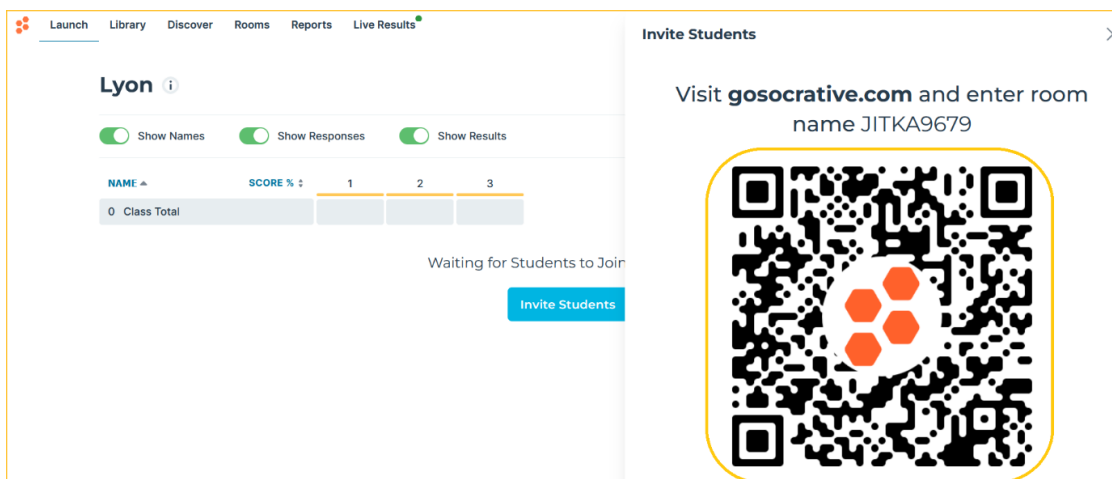 Launch Library Discover Rooms Reports Live Results
Lyon
Show Names Show Responses Show Results
NAME SCORE % 1 2 3
0 Class Total
Waiting for Students to Join
Invite Students
Invite Students
Visit gosocrative.com and enter room
name JITKA9679